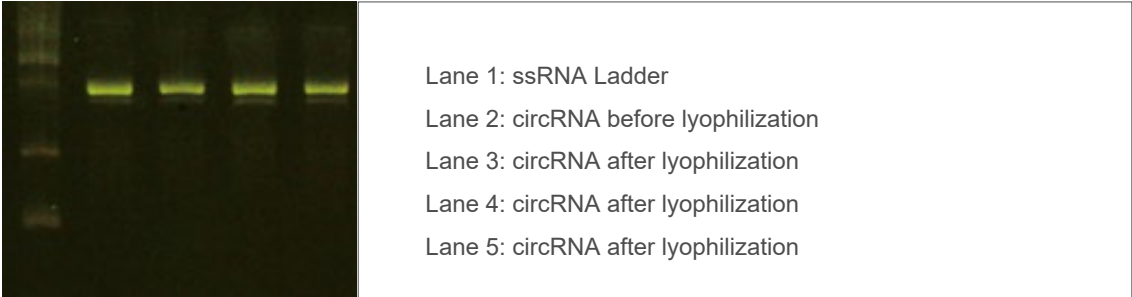 Lane 1: ssRNA Ladder
Lane 2: circRNA before lyophilization
Lane 3: circRNA after lyophilization
Lane 4: circRNA after lyophilization
Lane 5: circRNA after lyophilization